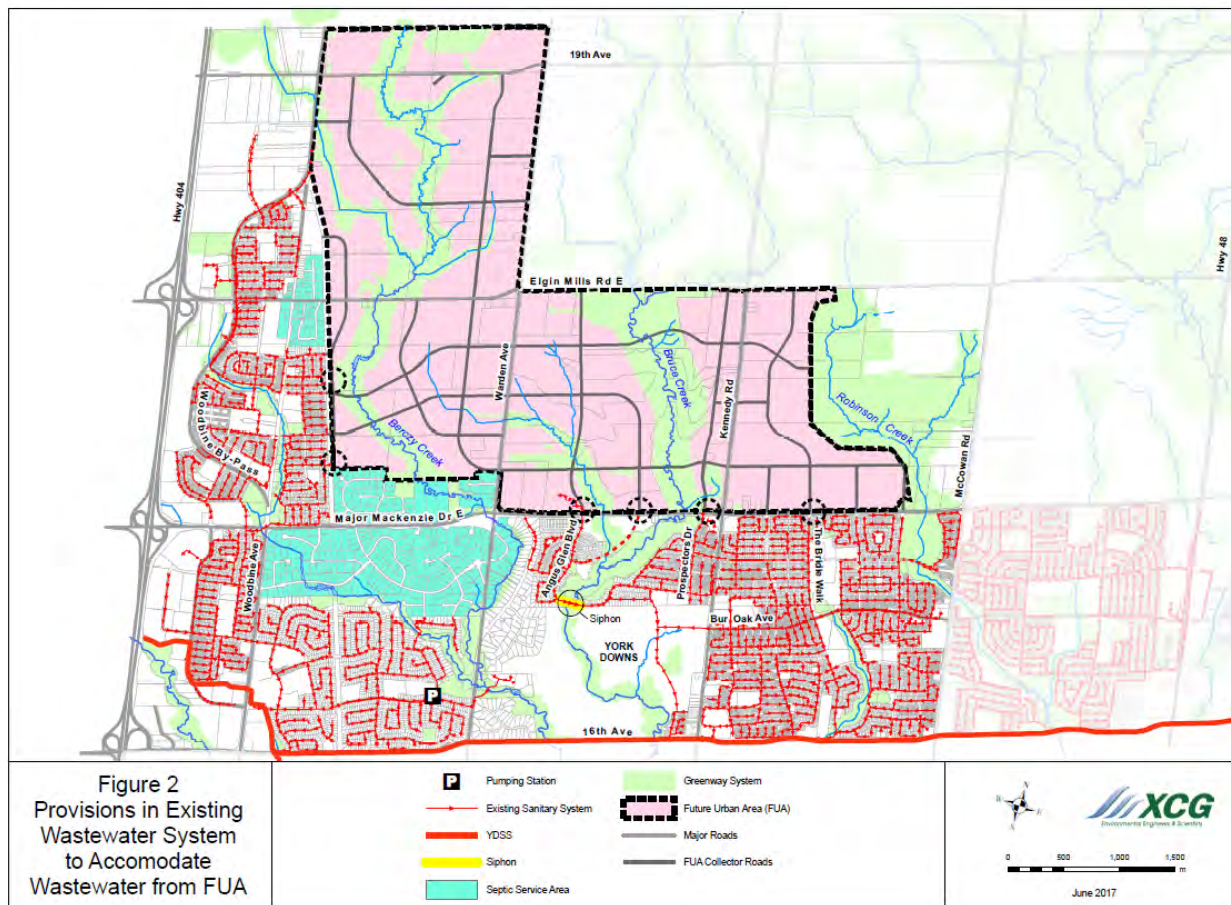 19th Ave
Hwy 404
Hwy 48
Elgin Mills Rd E
Warden Ave
Bruce Creek
Kennedy Rd
Robinson Creek
McCowan Rd
Woodbine By-Pass
Berczy Creek
Major Mackenzie Dr E
Angus Glen Blvd
Prospectors Dr
The Bridle Walk
Woodbine Ave
Siphon
Bur Oak Ave
YORK
DOWNS
P
16th Ave
Figure 2
Provisions in Existing
Wastewater System
to Accomodate
Wastewater from FUA
P Pumping Station
Existing Sanitary System
YDSS
Siphon
Septic Service Area
Greenway System
Future Urban Area (FUA)
Major Roads
FUA Collector Roads
N
E
S
W
XCG
Environmental Engineers & Scientists
0 500 1,000 1,500
m
June 2017